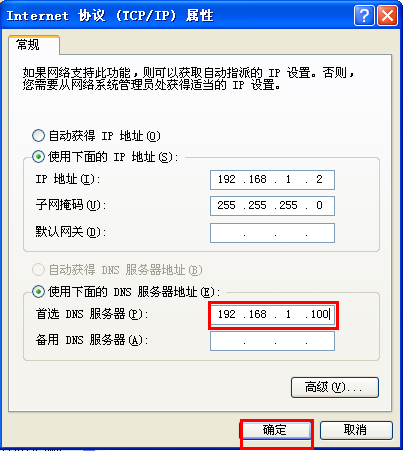 Internet 协议 (TCP/IP) 属性
常规
如果网络支持此功能,则可以获取自动指派的 IP 设置。否则,
您需要从网络系统管理员处获得适当的 IP 设置。
自动获得 IP 地址(O)
使用下面的 IP 地址(S):
IP 地址(I): 192 .168 . 1 . 2
子网掩码(U): 255 .255 .255 . 0
默认网关(D): . . .
自动获得 DNS 服务器地址(B)
使用下面的 DNS 服务器地址(E):
首选 DNS 服务器(P): 192 .168 . 1 .100
备用 DNS 服务器(A): . . .
高级(V)...
确定 取消